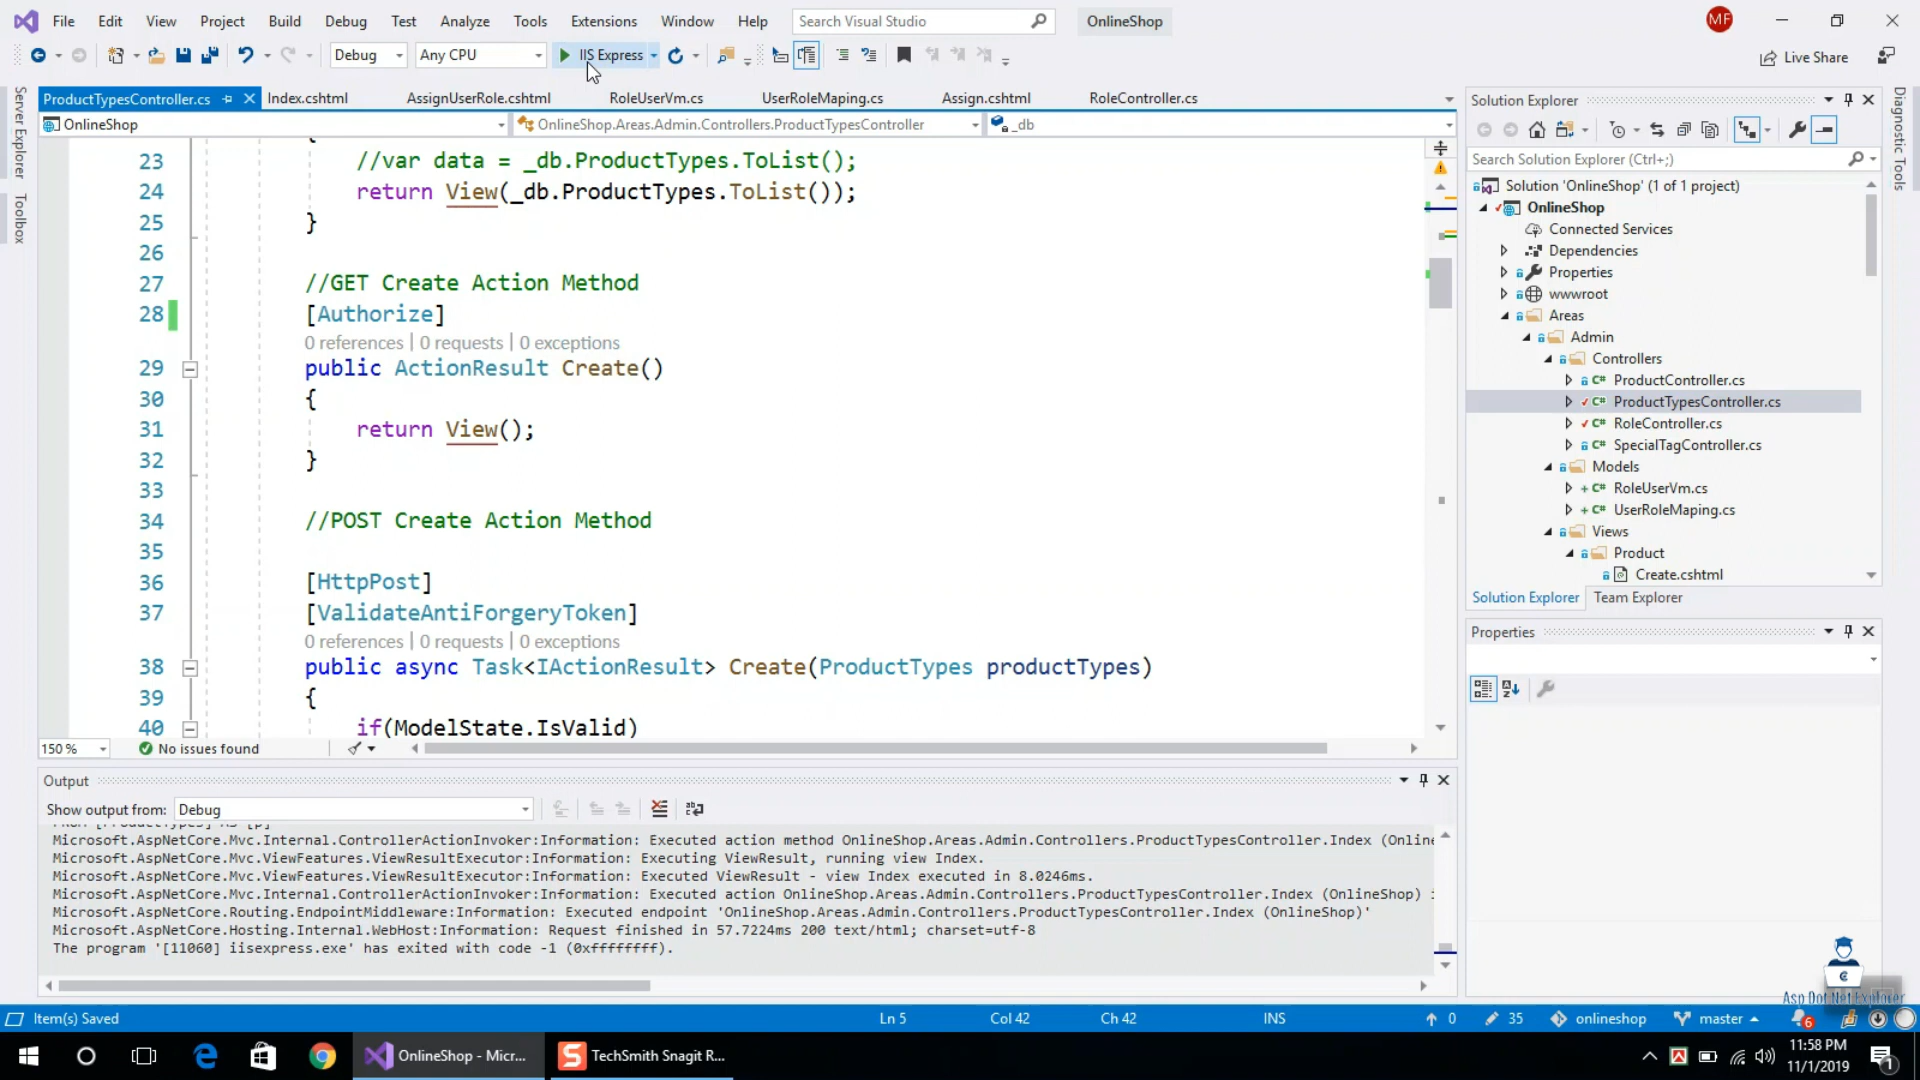 File Edit View Project Build Debug Test Analyze Tools Extensions Window Help Search Visual Studio OnlineShop MF
Debug Any CPU IIS Express Live Share
ProductTypesController.cs Index.cshtml AssignUserRole.cshtml RoleUserVm.cs UserRoleMaping.cs Assign.cshtml RoleController.cs
OnlineShop OnlineShop.Areas.Admin.Controllers.ProductTypesController _db
Server Explorer
Toolbox
23 //var data = _db.ProductTypes.ToList();
24 return View(_db.ProductTypes.ToList());
25 }
26
27 //GET Create Action Method
28 [Authorize]
0 references | 0 requests | 0 exceptions
29 public ActionResult Create()
30 {
31 return View();
32 }
33
34 //POST Create Action Method
35
36 [HttpPost]
37 [ValidateAntiForgeryToken]
0 references | 0 requests | 0 exceptions
38 public async Task<IActionResult> Create(ProductTypes productTypes)
39 {
40 if(ModelState.IsValid)
150 % No issues found
Output
Show output from: Debug
Microsoft.AspNetCore.Mvc.Internal.ControllerActionInvoker:Information: Executed action method OnlineShop.Areas.Admin.Controllers.ProductTypesController.Index (Online
Microsoft.AspNetCore.Mvc.ViewFeatures.ViewResultExecutor:Information: Executing ViewResult, running view Index.
Microsoft.AspNetCore.Mvc.ViewFeatures.ViewResultExecutor:Information: Executed ViewResult - view Index executed in 8.0246ms.
Microsoft.AspNetCore.Mvc.Internal.ControllerActionInvoker:Information: Executed action OnlineShop.Areas.Admin.Controllers.ProductTypesController.Index (OnlineShop) i
Microsoft.AspNetCore.Routing.EndpointMiddleware:Information: Executed endpoint 'OnlineShop.Areas.Admin.Controllers.ProductTypesController.Index (OnlineShop)'
Microsoft.AspNetCore.Hosting.Internal.WebHost:Information: Request finished in 57.7224ms 200 text/html; charset=utf-8
The program '[11060] iisexpress.exe' has exited with code -1 (0xffffffff).
Solution Explorer
Search Solution Explorer (Ctrl+;)
Solution 'OnlineShop' (1 of 1 project)
OnlineShop
Connected Services
Dependencies
Properties
wwwroot
Areas
Admin
Controllers
C# ProductController.cs
C# ProductTypesController.cs
C# RoleController.cs
C# SpecialTagController.cs
Models
C# RoleUserVm.cs
C# UserRoleMaping.cs
Views
Product
Create.cshtml
Solution Explorer Team Explorer
Properties
Diagnostic Tools
Asp Dot Net Explorer
Item(s) Saved Ln 5 Col 42 Ch 42 INS 0 35 onlineshop master 6
OnlineShop - Micr... TechSmith Snagit R... 11:58 PM
11/1/2019 1